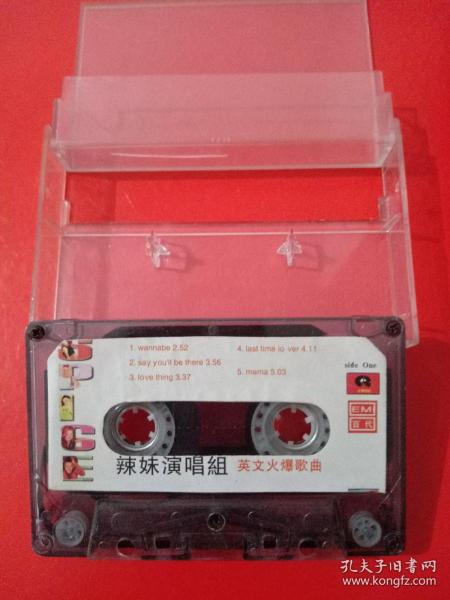 1. wannabe 2.52
2. say you'll be there 3.56
3. love thing 3.37
4. last time lo ver 4.11
5. mama 5.03
side One
EMI
百代
SPICE
辣妹演唱組 英文火爆歌曲
孔夫子旧书网
www.kongfz.com